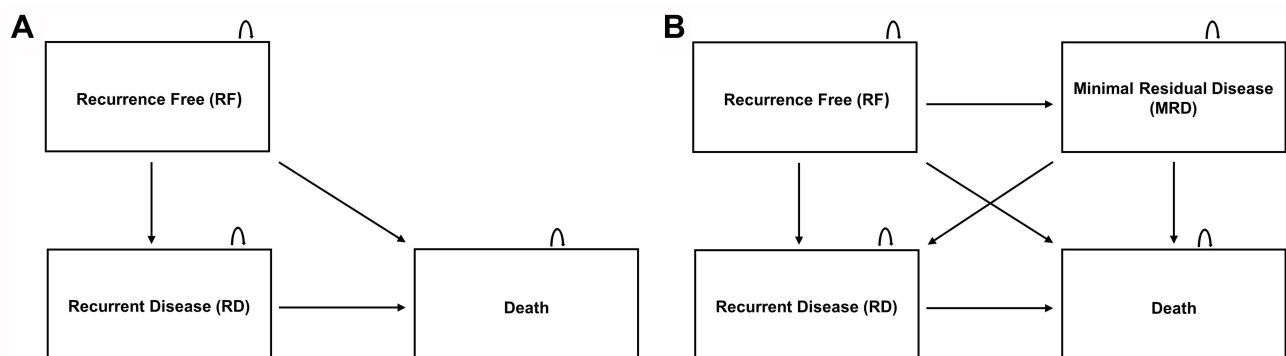 A
Recurrence Free (RF)
Recurrent Disease (RD)
Death
B
Recurrence Free (RF)
Minimal Residual Disease
(MRD)
Recurrent Disease (RD)
Death